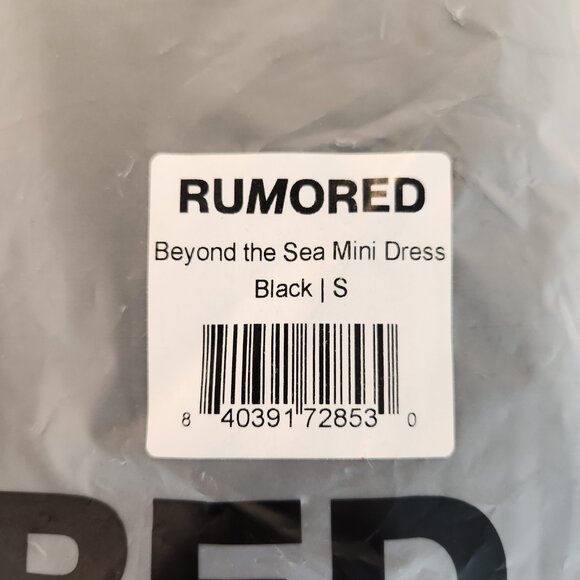 RUMORED
Beyond the Sea Mini Dress
Black | S
8 40391 72853 0
RED